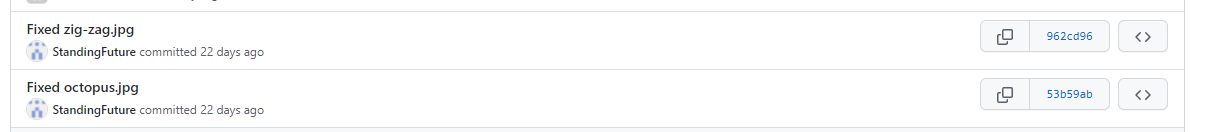 Fixed zig-zag.jpg
StandingFuture committed 22 days ago
962cd96
Fixed octopus.jpg
StandingFuture committed 22 days ago
53b59ab